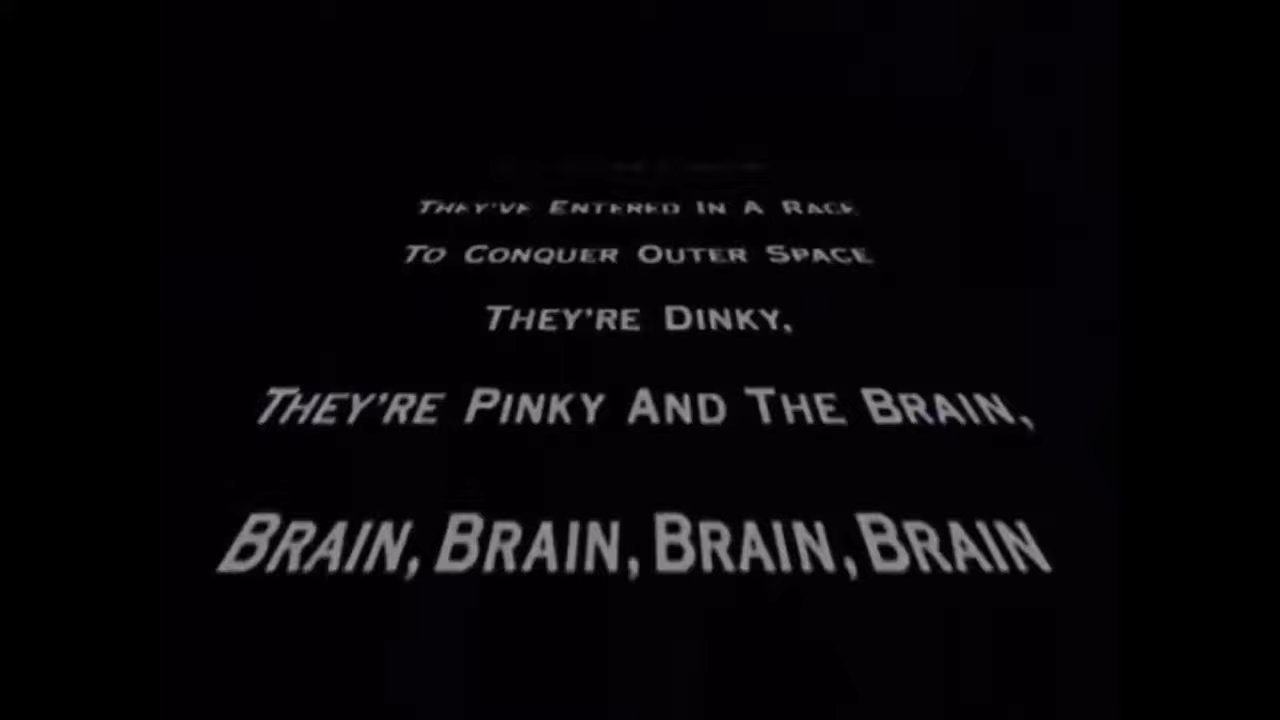 They've Entered In A Race
To Conquer Outer Space
They're Dinky,
They're Pinky And The Brain,
Brain, Brain, Brain, Brain